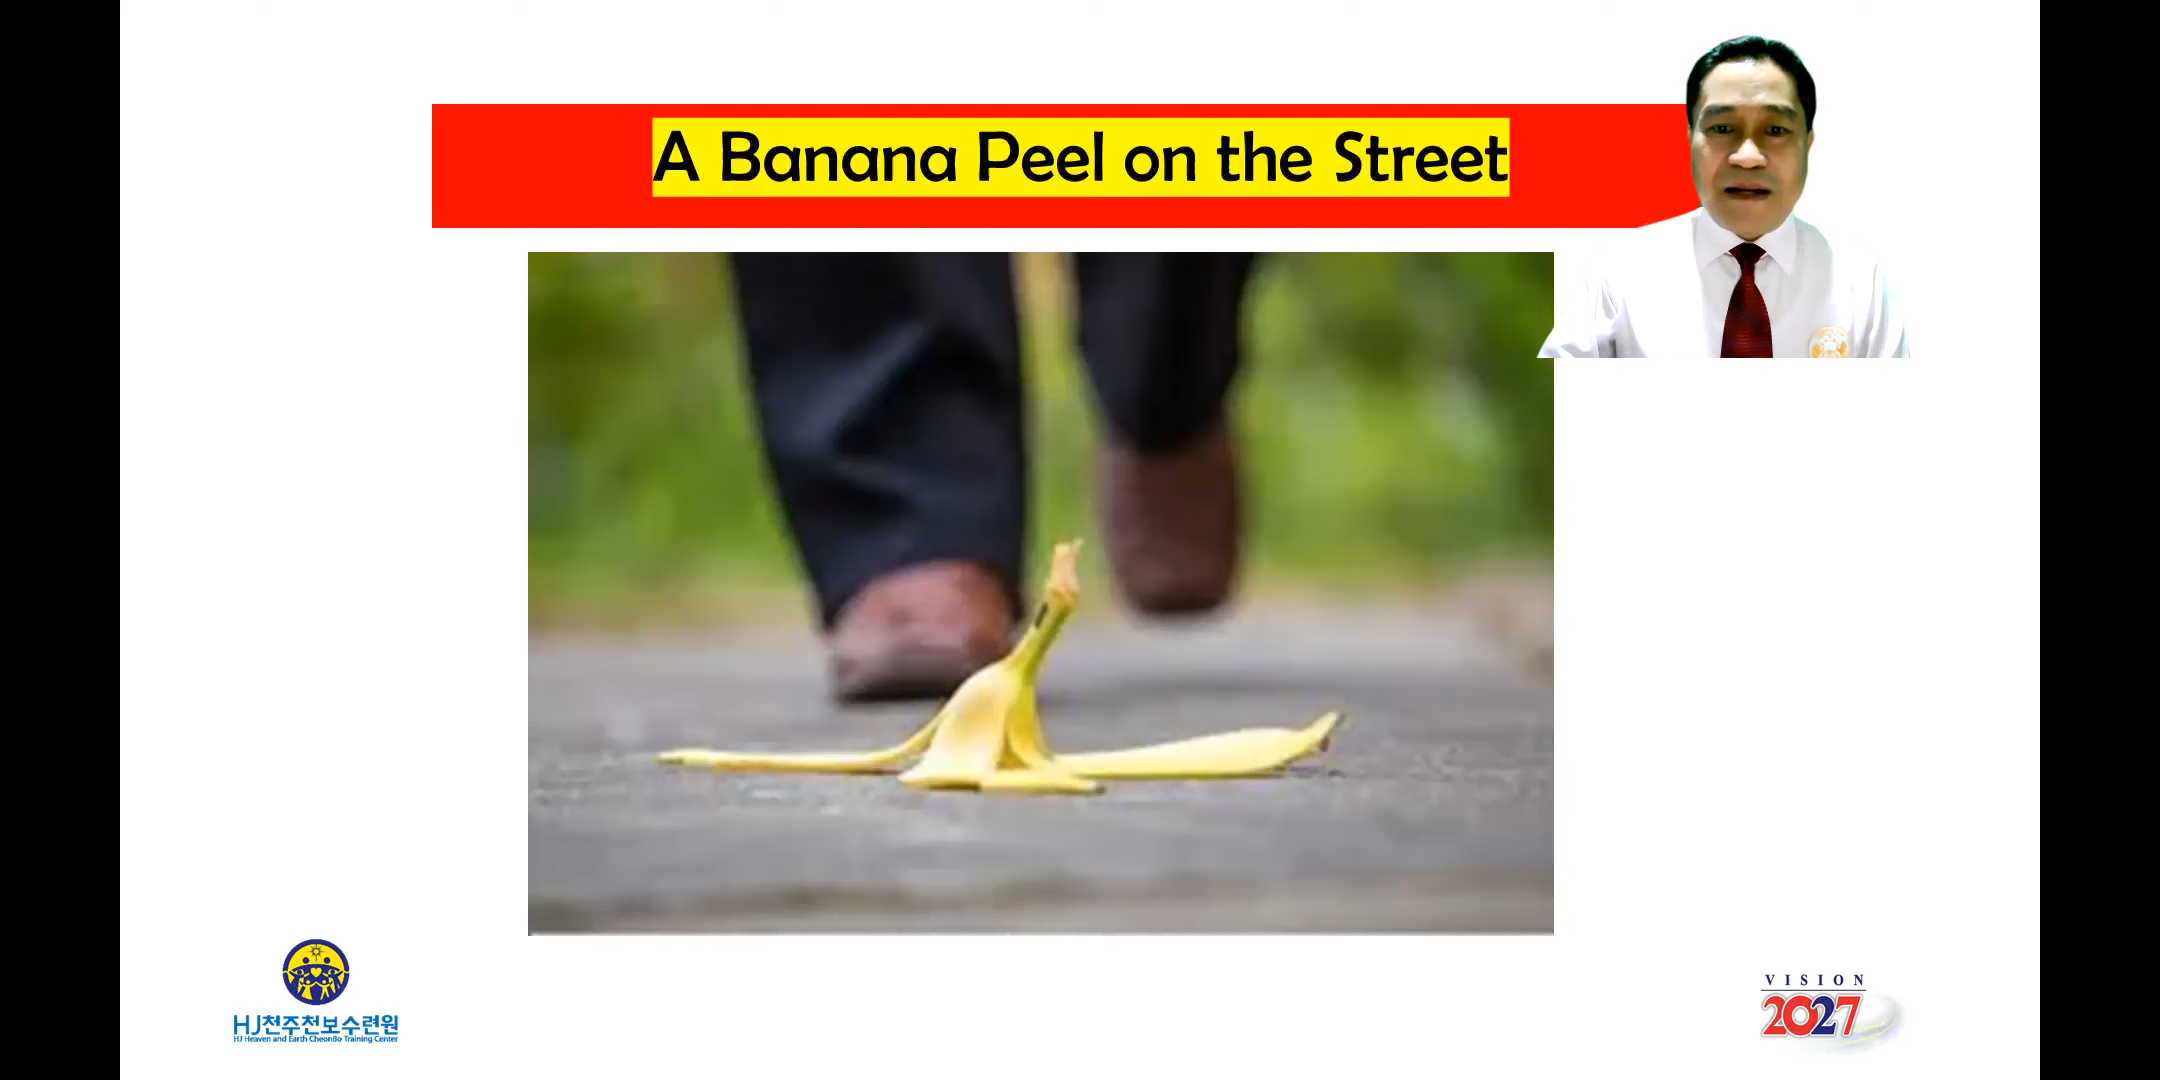 A Banana Peel on the Street
HJ천주천보수련원
HJ Heaven and Earth CheonBo Training Center
VISION
2027